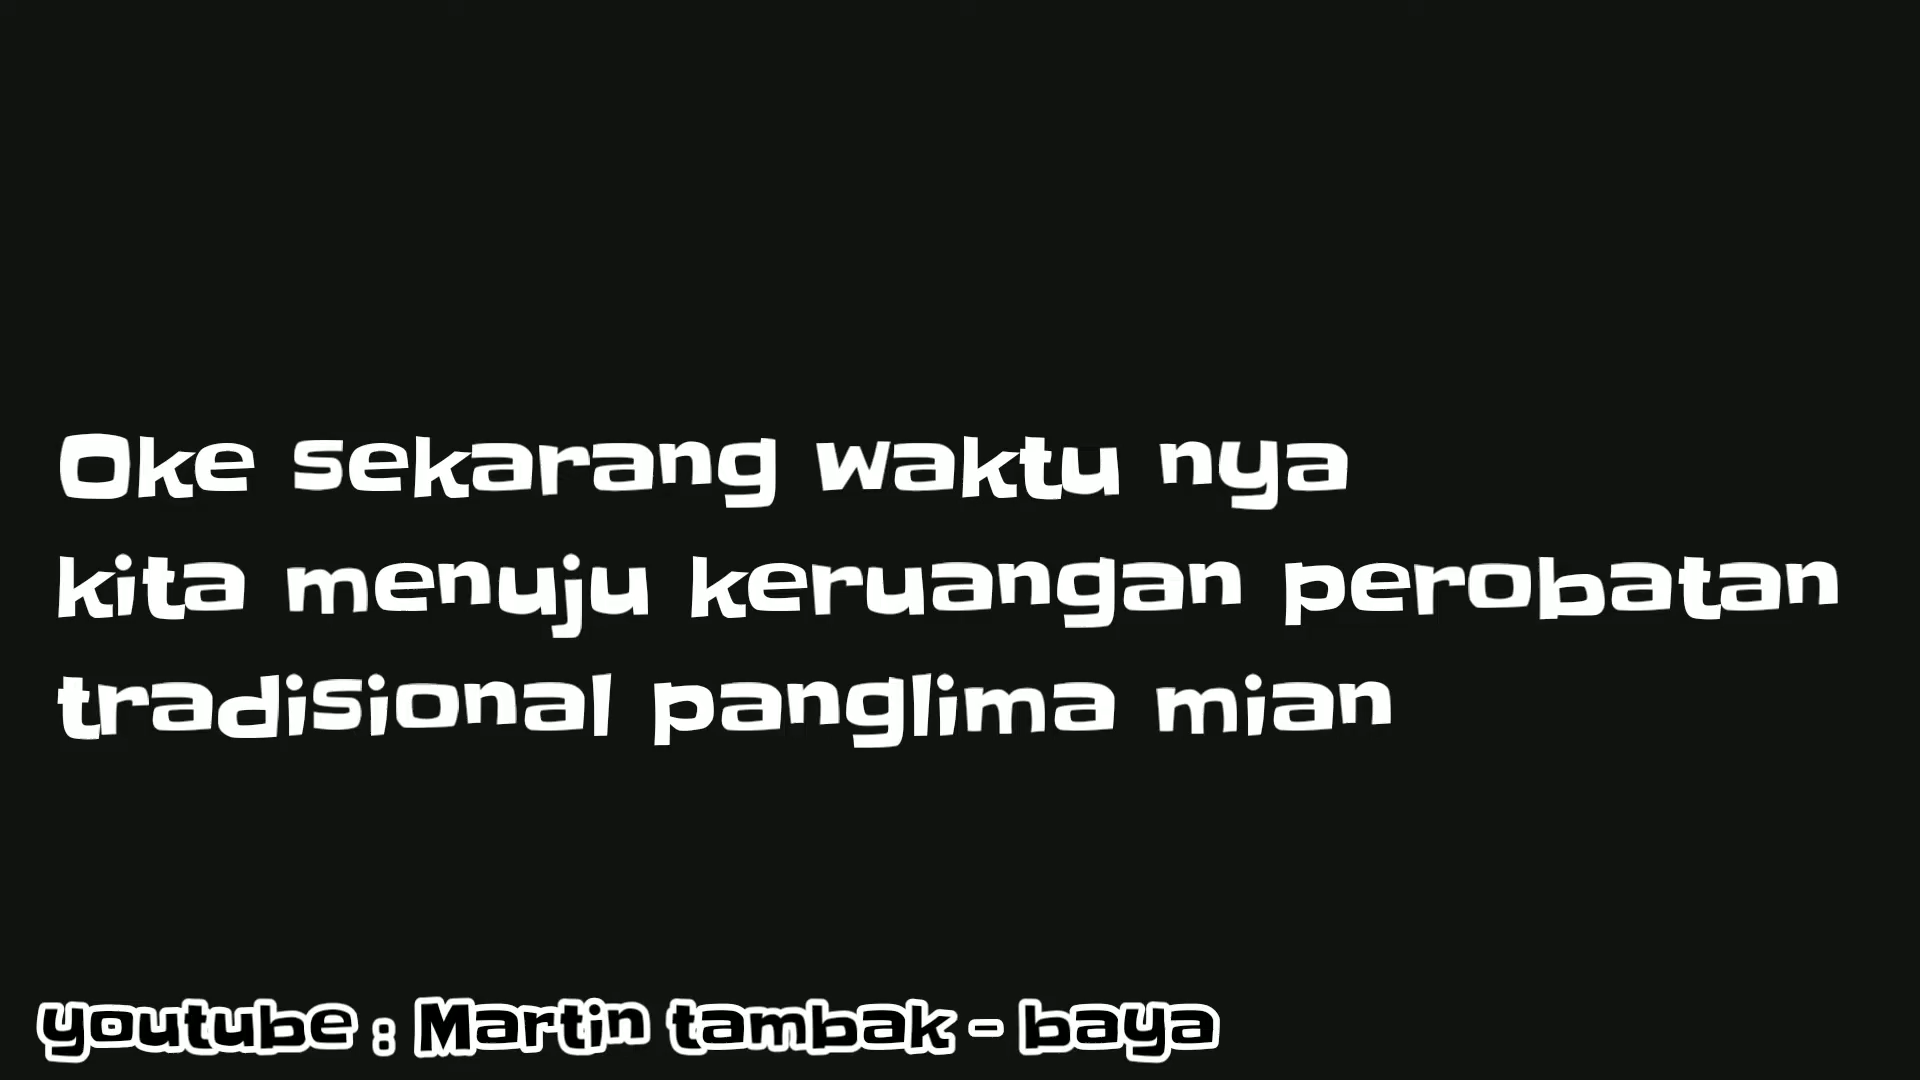 Oke sekarang waktu nya
kita menuju keruangan perobatan
tradisional panglima mian
youtube : Martin tambak - baya